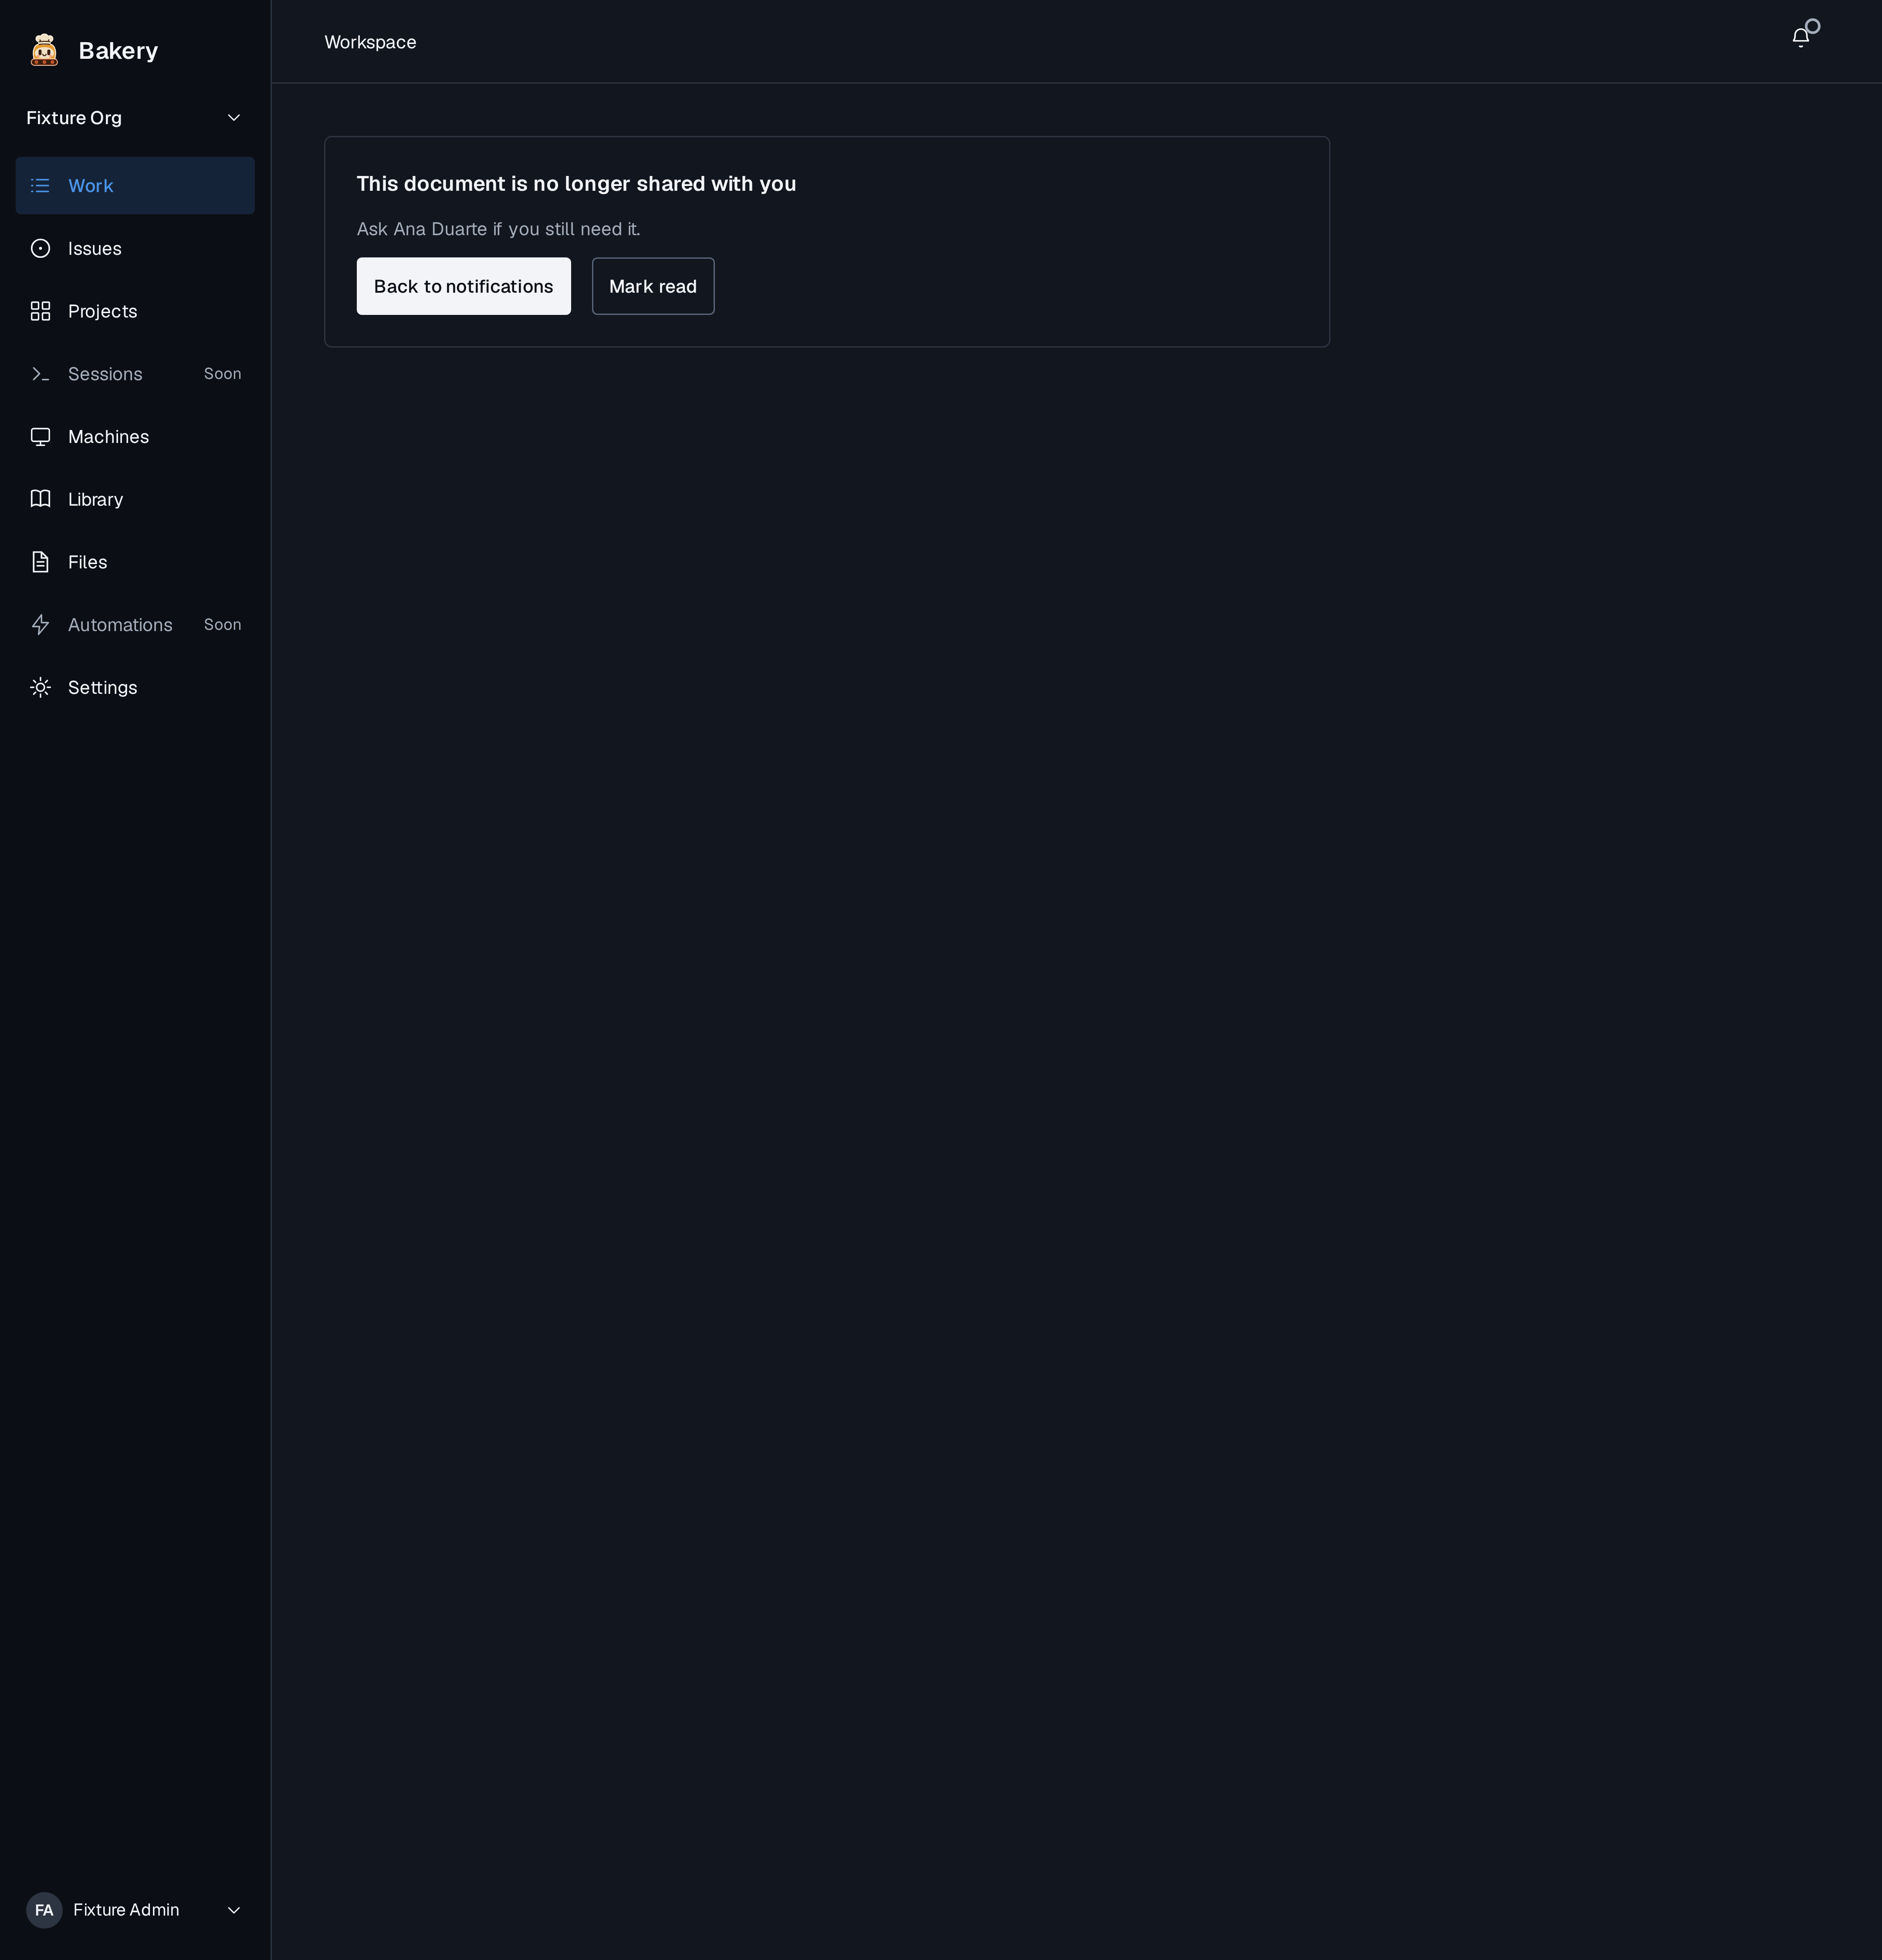 Bakery
Fixture Org
Work
Issues
Projects
Sessions Soon
Machines
Library
Files
Automations Soon
Settings
FA Fixture Admin
Workspace
This document is no longer shared with you
Ask Ana Duarte if you still need it.
Back to notifications Mark read